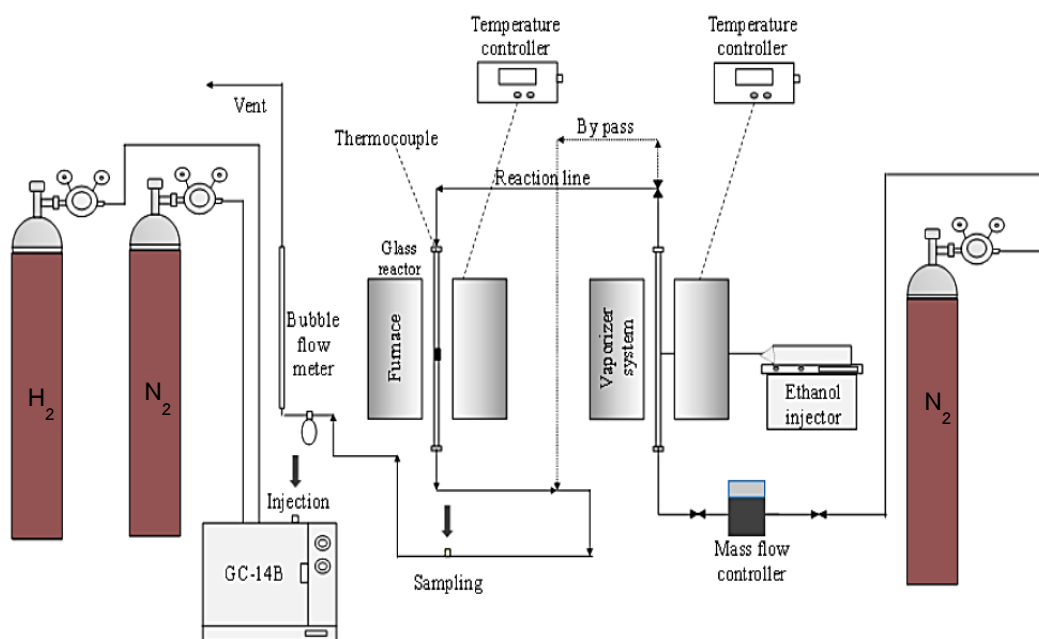 Temperature
controller
Temperature
controller
Vent
By pass
Thermocouple
Reaction line
Glass
reactor
Bubble
flow
meter
Furnace
Vaporizer
system
Ethanol
injector
H2
N2
N2
Injection
GC-14B
Sampling
Mass flow
controller